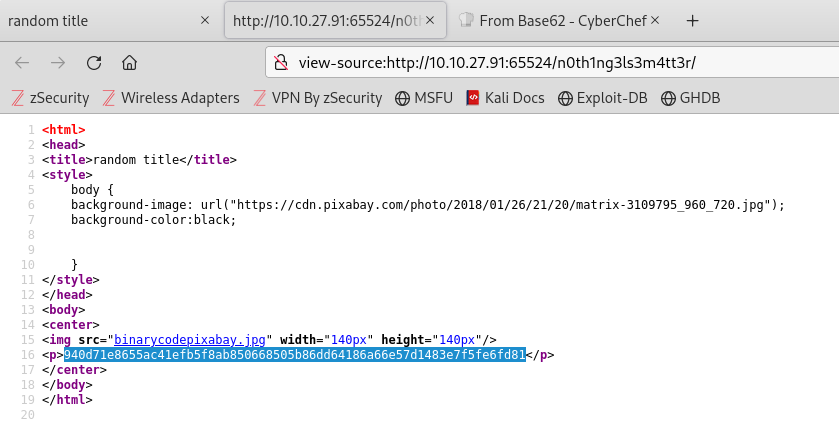 random title × http://10.10.27.91:65524/n0t × From Base62 - CyberChef × +
view-source:http://10.10.27.91:65524/n0th1ng3ls3m4tt3r/
zSecurity Wireless Adapters VPN By zSecurity MSFU Kali Docs Exploit-DB GHDB
1 <html>
2 <head>
3 <title>random title</title>
4 <style>
5 body {
6 background-image: url("https://cdn.pixabay.com/photo/2018/01/26/21/20/matrix-3109795_960_720.jpg");
7 background-color:black;
8
9
10 }
11 </style>
12 </head>
13 <body>
14 <center>
15 <img src="binarycodepixabay.jpg" width="140px" height="140px"/>
16 <p>940d71e8655ac41efb5f8ab850668505b86dd64186a66e57d1483e7f5fe6fd81</p>
17 </center>
18 </body>
19 </html>
20